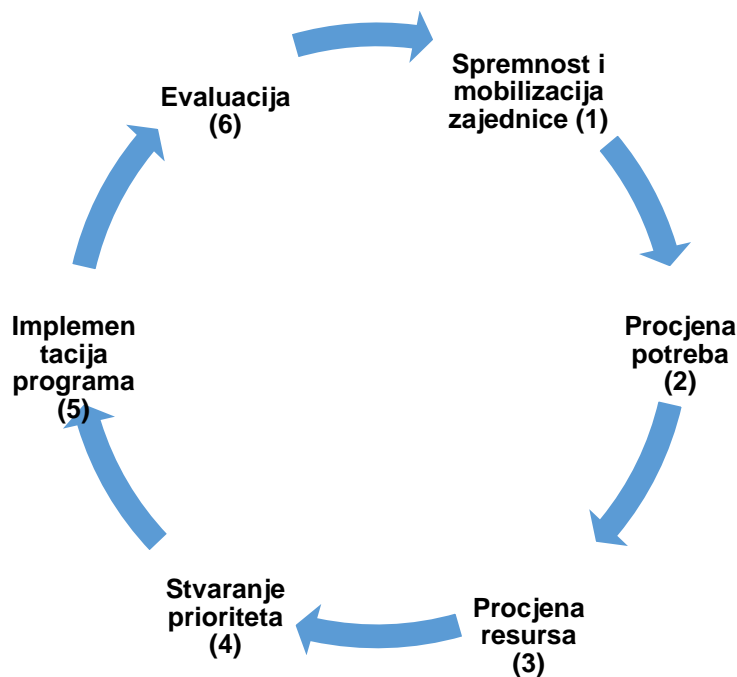 Spremnost i
mobilizacija
zajednice (1)
Procjena
potreba
(2)
Procjena
resursa
(3)
Stvaranje
prioriteta
(4)
Implemen
tacija
programa
(5)
Evaluacija
(6)